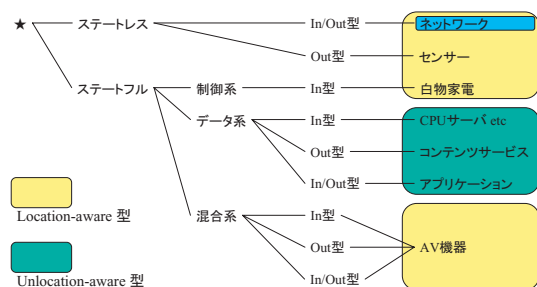 ★ ステートレス In/Out型 ネットワーク
Out型 センサー
ステートフル 制御系 In型 白物家電
データ系 In型 CPUサーバ etc
Out型 コンテンツサービス
In/Out型 アプリケーション
Location-aware 型
混合系 In型
Out型 AV機器
In/Out型
Unlocation-aware 型